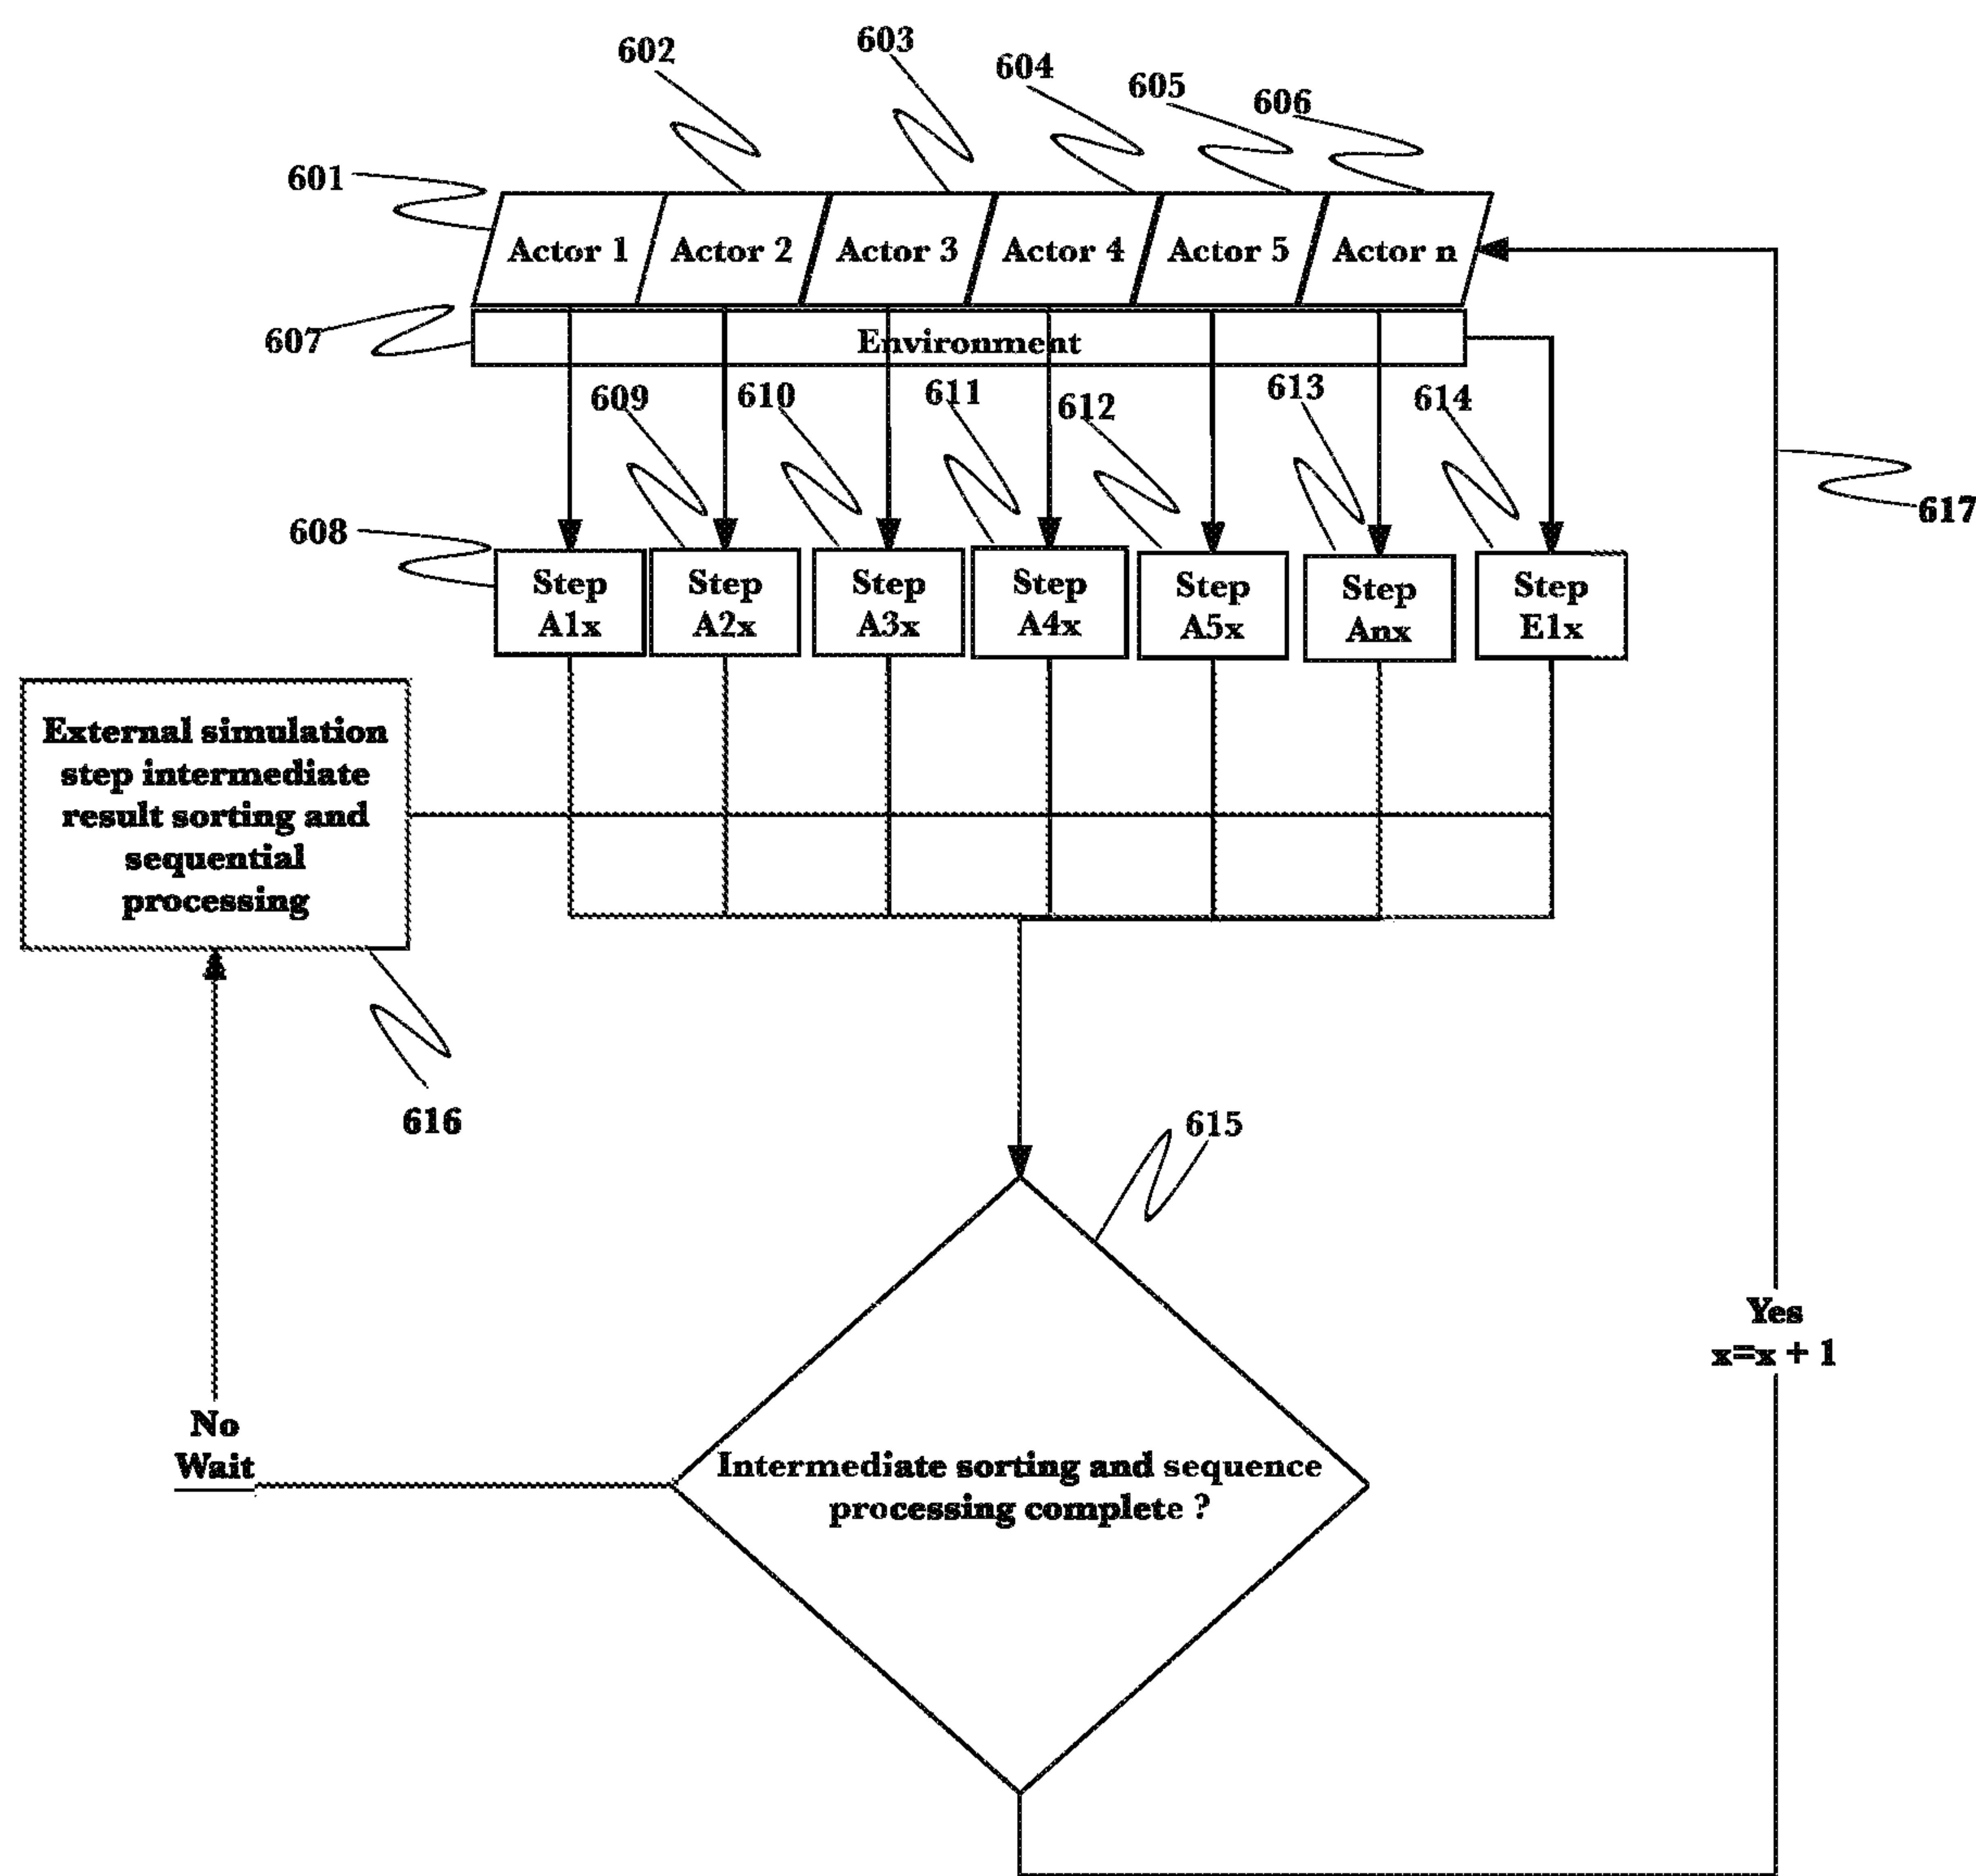 603
602
604
605
606
601
Actor 1
Actor 2
Actor 3
Actor 4
Actor 5
Actor n
607
Environment
609
610
611
612
613
614
617
608
Step
A1x
Step
A2x
Step
A3x
Step
A4x
Step
A5x
Step
Anx
Step
E1x
External simulation
step intermediate
result sorting and
sequential
processing
616
615
Yes
x=x + 1
No
Wait
Intermediate sorting and sequence
processing complete ?